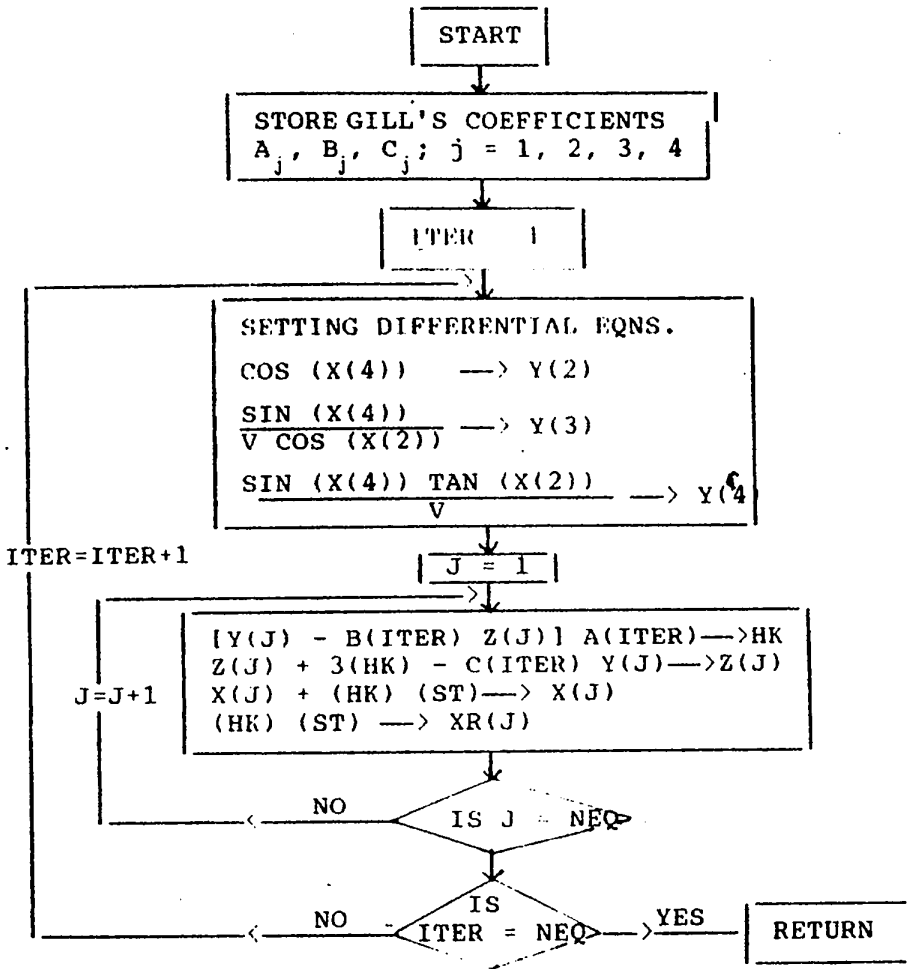 START
STORE GILL'S COEFFICIENTS
A_j, B_j, C_j; j = 1, 2, 3, 4
ITER 1
SETTING DIFFERENTIAL EQNS.
COS (X(4)) —> Y(2)
SIN (X(4))
V COS (X(2)) —> Y(3)
SIN (X(4)) TAN (X(2))
V —> Y(4)
ITER=ITER+1
J = 1
[Y(J) - B(ITER) Z(J)] A(ITER)—>HK
Z(J) + 3(HK) - C(ITER) Y(J)—>Z(J)
X(J) + (HK) (ST)—> X(J)
(HK) (ST) —> XR(J)
J=J+1
NO
IS J = NEQ
IS
ITER = NEQ
NO
YES
RETURN